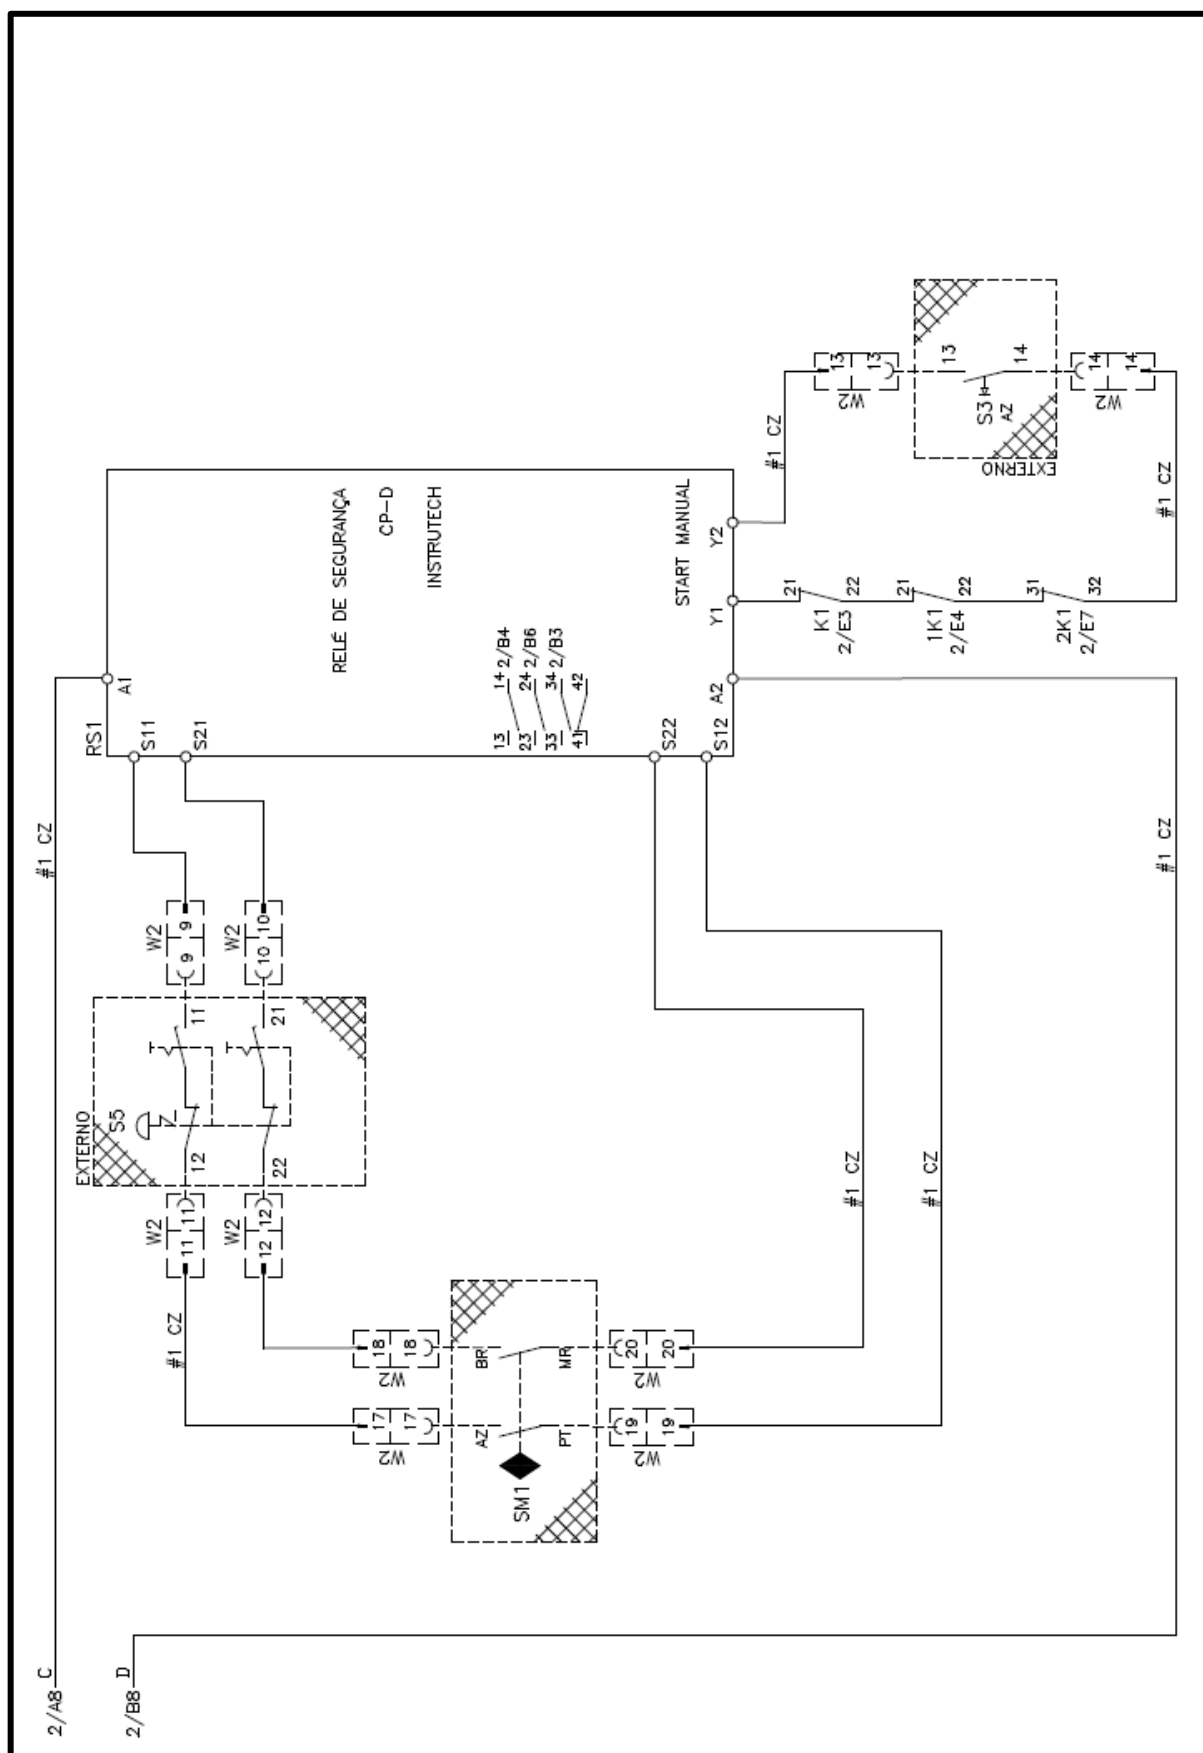 2/A8 C
2/B8 D
#1 CZ
RS1
A1
S11
S21
RELÉ DE SEGURANÇA
CP-D
INSTRUTECH
13 14 2/B4
23 24 2/B6
33 34 2/B3
41 42
S22
S12
A2
Y1
Y2
START MANUAL
W2
9 9
W2
10 10
EXTERNO
S5
11
12
21
22
W2
11 11
W2
12 12
#1 CZ
W2
18 18
W2
17 17
SM1
BR
MR
AZ
PT
W2
20 20
W2
19 19
#1 CZ
#1 CZ
#1 CZ
K1
2/E3
21
22
1K1
2/E4
21
22
2K1
2/E7
31
32
#1 CZ
W2
13 13
EXTERNO
S3
AZ
13
14
W2
14 14
#1 CZ